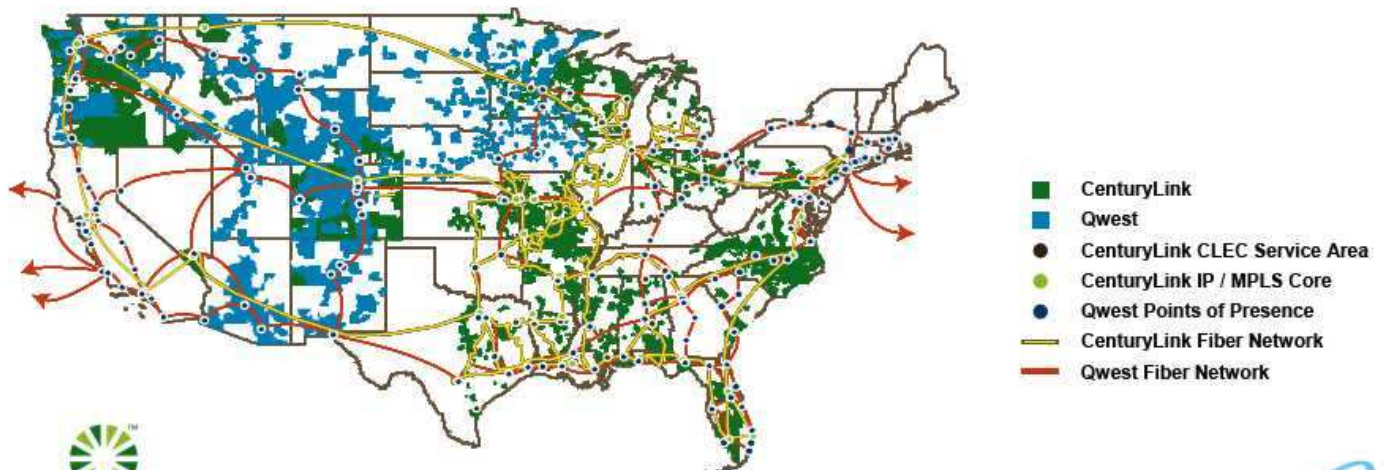 CenturyLink
Qwest
CenturyLink CLEC Service Area
CenturyLink IP / MPLS Core
Qwest Points of Presence
CenturyLink Fiber Network
Qwest Fiber Network
TM